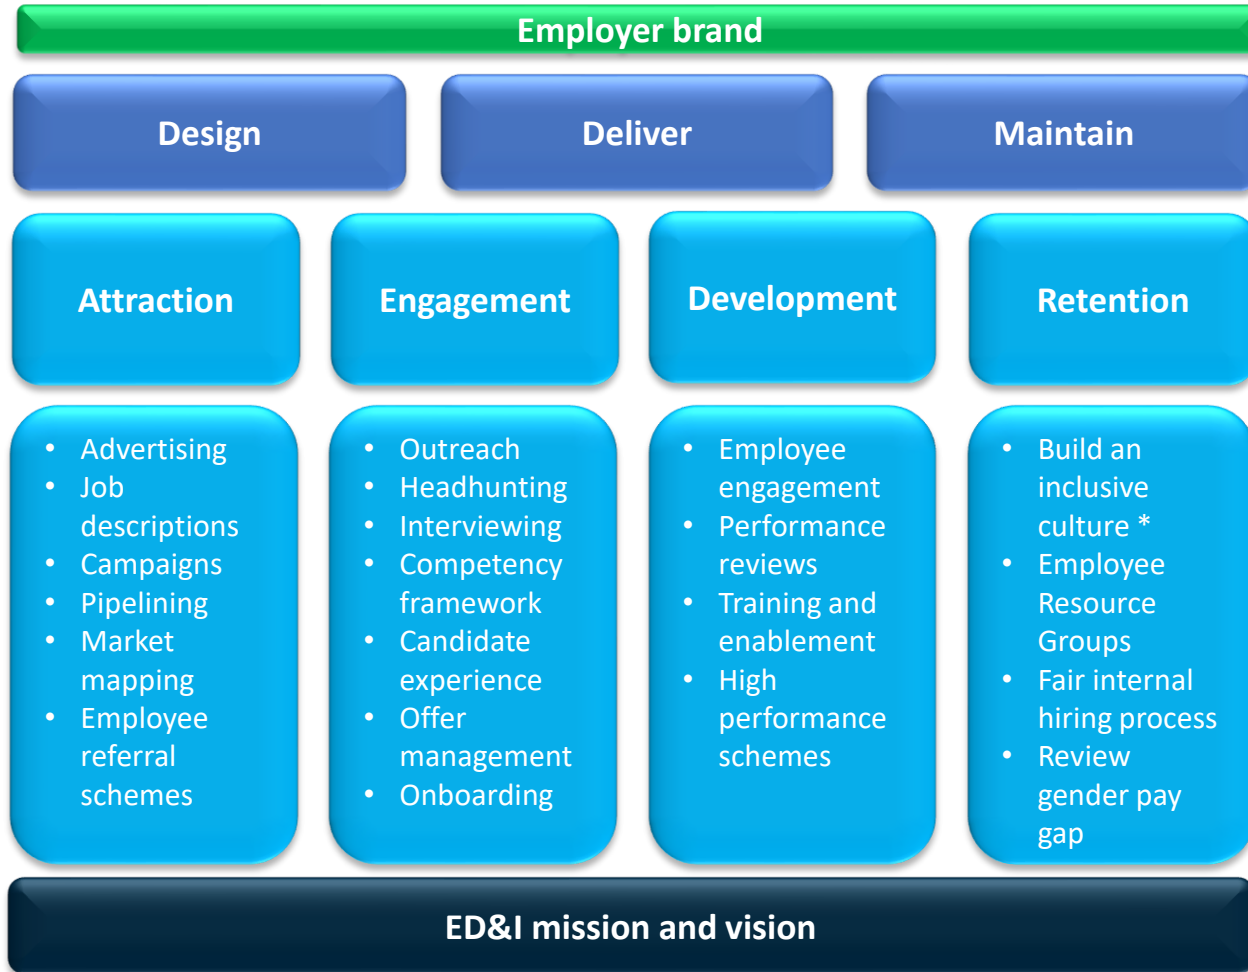 Employer brand
Design
Deliver
Maintain
Attraction
Engagement
Development
Retention
• Advertising
• Job
descriptions
• Campaigns
• Pipelining
• Market
mapping
• Employee
referral
schemes
• Outreach
• Headhunting
• Interviewing
• Competency
framework
• Candidate
experience
• Offer
management
• Onboarding
• Employee
engagement
• Performance
reviews
• Training and
enablement
• High
performance
schemes
• Build an
inclusive
culture *
• Employee
Resource
Groups
• Fair internal
hiring process
• Review
gender pay
gap
ED&I mission and vision